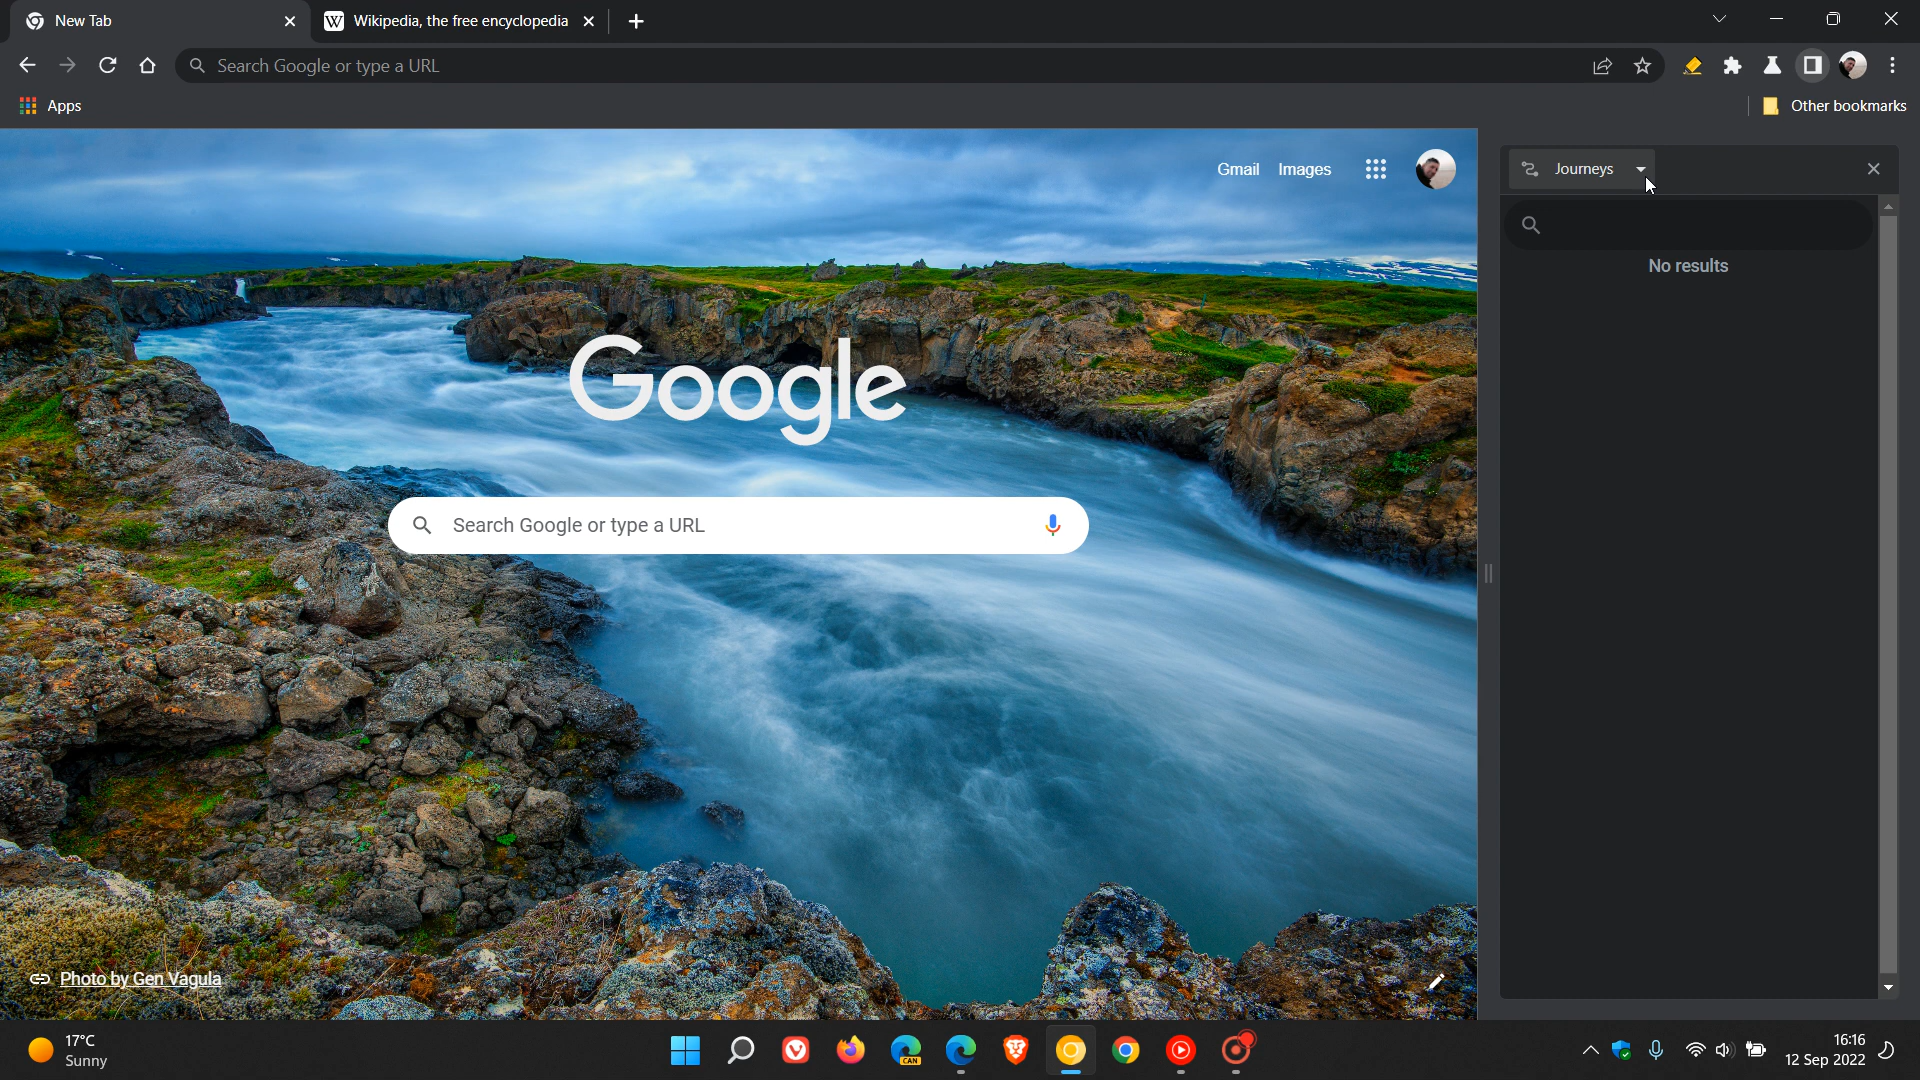 New Tab
Wikipedia, the free encyclopedia
Search Google or type a URL
Apps
Other bookmarks
Gmail
Images
Journeys
No results
Google
Search Google or type a URL
Photo by Gen Vagula
17°C
Sunny
CAN
16:16
12 Sep 2022